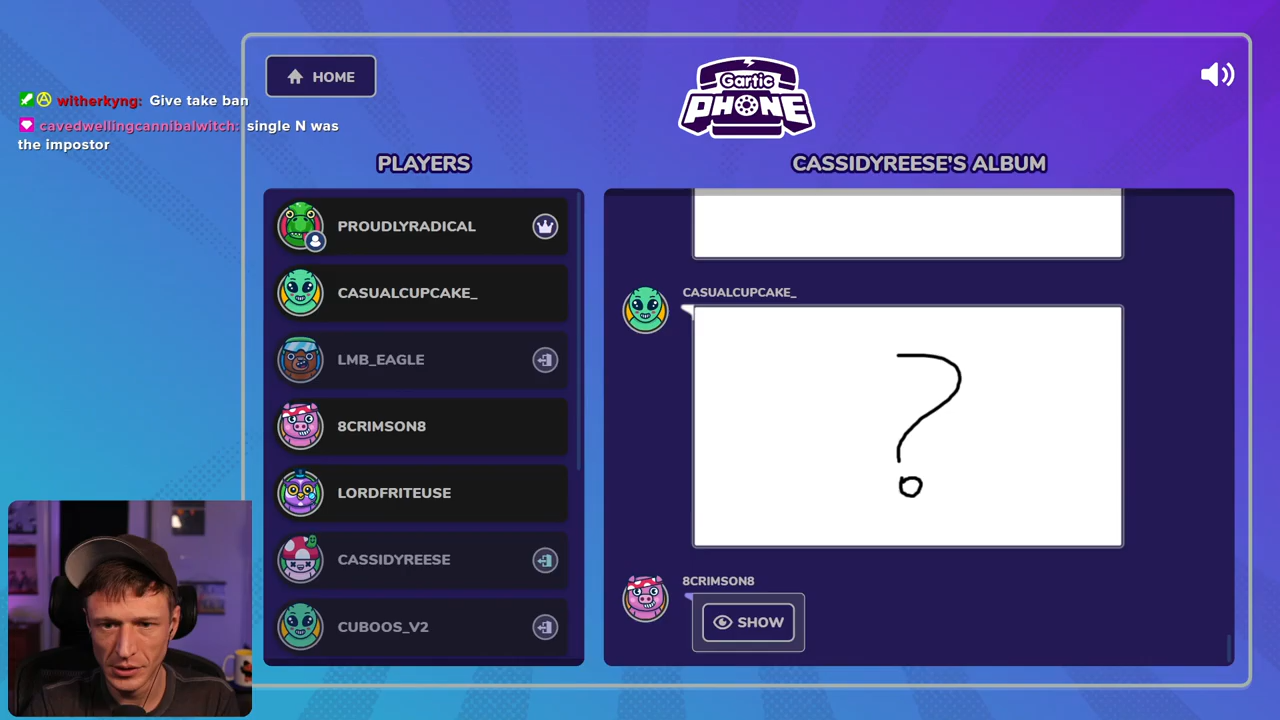 HOME
Gartic
PHONE
witherkyng: Give take ban
cavedwellingcannibalwitch: single N was
the impostor
PLAYERS
PROUDLYRADICAL
CASUALCUPCAKE_
LMB_EAGLE
8CRIMSON8
LORDFRITEUSE
CASSIDYREESE
CUBOOS_V2
CASSIDYREESE'S ALBUM
CASUALCUPCAKE_
?
8CRIMSON8
SHOW